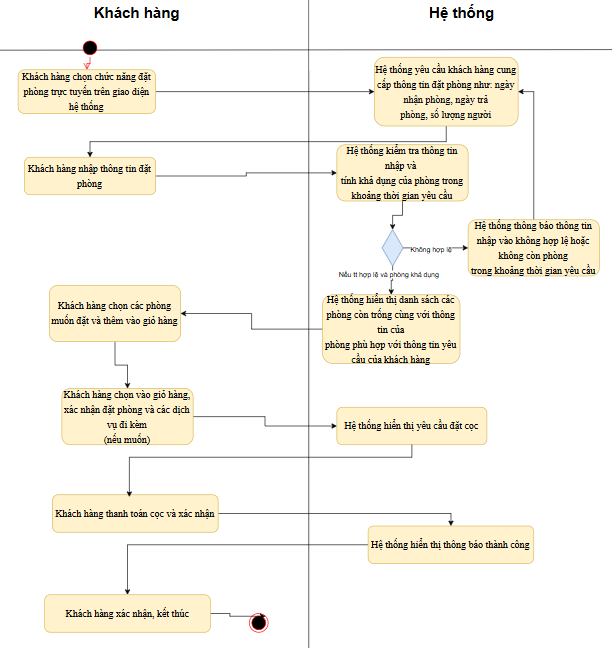 Khách hàng
Hệ thống
Khách hàng chọn chức năng đặt
phòng trực tuyến trên giao diện
hệ thống
Hệ thống yêu cầu khách hàng cung
cấp thông tin đặt phòng như: ngày
nhận phòng, ngày trả
phòng, số lượng người
Khách hàng nhập thông tin đặt
phòng
Hệ thống kiểm tra thông tin
nhập và
tính khả dụng của phòng trong
khoảng thời gian yêu cầu
Không hợp lệ
Hệ thống thông báo thông tin
nhập vào không hợp lệ hoặc
không còn phòng
trong khoảng thời gian yêu cầu
Nếu tt hợp lệ và phòng khả dụng
Hệ thống hiển thị danh sách các
phòng còn trống cùng với thông
tin của
phòng phù hợp với thông tin yêu
cầu của khách hàng
Khách hàng chọn các phòng
muốn đặt và thêm vào giỏ hàng
Khách hàng chọn vào giỏ hàng,
xác nhận đặt phòng và các dịch
vụ đi kèm
(nếu muốn)
Hệ thống hiển thị yêu cầu đặt cọc
Khách hàng thanh toán cọc và xác nhận
Hệ thống hiển thị thông báo thành công
Khách hàng xác nhận, kết thúc